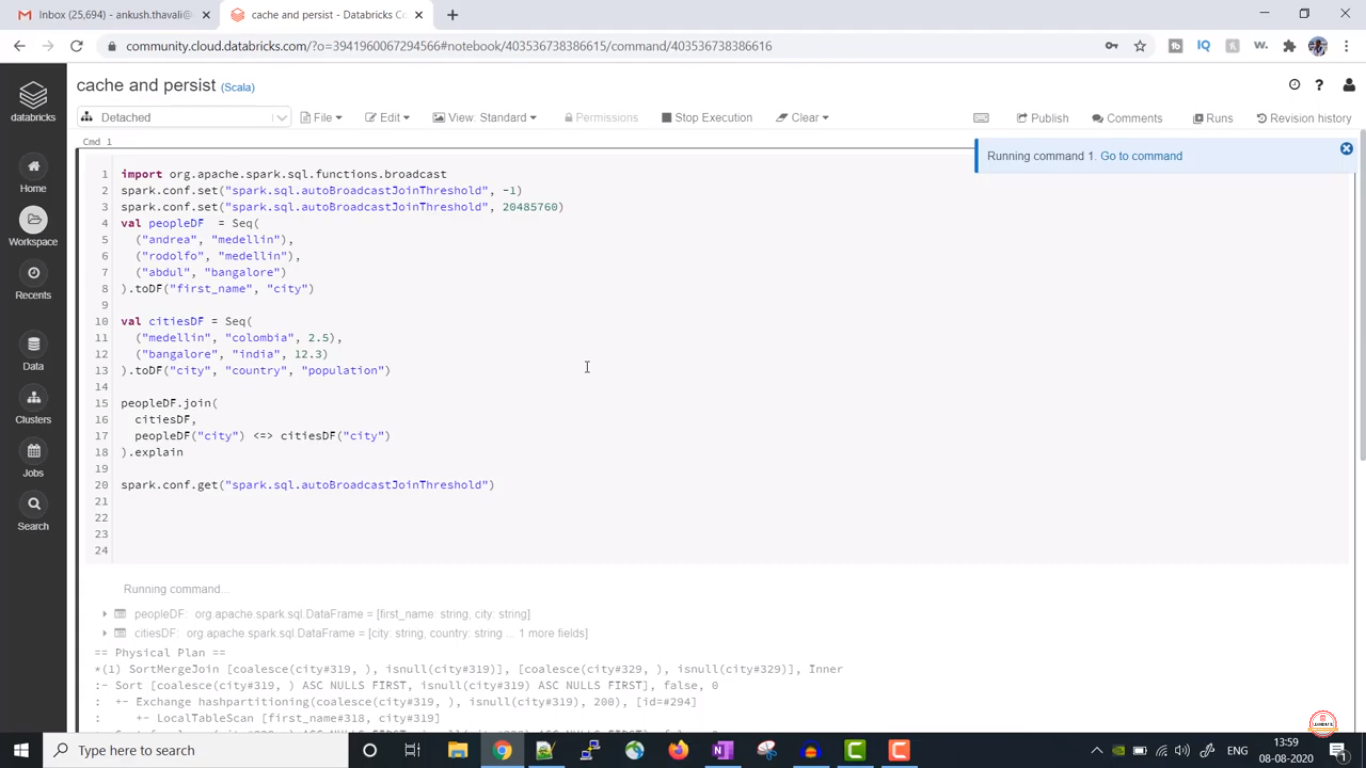 Inbox (25,694) - ankush.thavali@
cache and persist - Databricks Co
community.cloud.databricks.com/?o=3941960067294566#notebook/403536738386615/command/403536738386616
databricks
Home
Workspace
Recents
Data
Clusters
Jobs
Search
cache and persist (Scala)
Detached File Edit View: Standard Permissions Stop Execution Clear Publish Comments Runs Revision history
Cmd 1
Running command 1. Go to command
1 import org.apache.spark.sql.functions.broadcast
2 spark.conf.set("spark.sql.autoBroadcastJoinThreshold", -1)
3 spark.conf.set("spark.sql.autoBroadcastJoinThreshold", 20485760)
4 val peopleDF  = Seq(
5   ("andrea", "medellin"),
6   ("rodolfo", "medellin"),
7   ("abdul", "bangalore")
8 ).toDF("first_name", "city")
9
10 val citiesDF = Seq(
11   ("medellin", "colombia", 2.5),
12   ("bangalore", "india", 12.3)
13 ).toDF("city", "country", "population")
14
15 peopleDF.join(
16   citiesDF,
17   peopleDF("city") <=> citiesDF("city")
18 ).explain
19
20 spark.conf.get("spark.sql.autoBroadcastJoinThreshold")
21
22
23
24
Running command...
peopleDF: org.apache.spark.sql.DataFrame = [first_name: string, city: string]
citiesDF: org.apache.spark.sql.DataFrame = [city: string, country: string ... 1 more fields]
== Physical Plan ==
*(1) SortMergeJoin [coalesce(city#319, ), isnull(city#319)], [coalesce(city#329, ), isnull(city#329)], Inner
:- Sort [coalesce(city#319, ) ASC NULLS FIRST, isnull(city#319) ASC NULLS FIRST], false, 0
:  +- Exchange hashpartitioning(coalesce(city#319, ), isnull(city#319), 200), [id=#294]
:     +- LocalTableScan [first_name#318, city#319]
Type here to search
ENG
13:59
08-08-2020